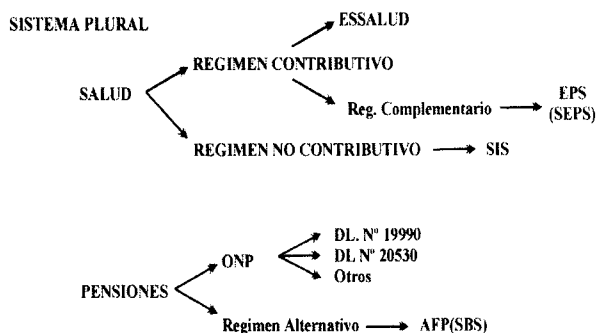 SISTEMA PLURAL
ESSALUD
REGIMEN CONTRIBUTIVO
SALUD
Reg. Complementario
EPS
(SEPS)
REGIMEN NO CONTRIBUTIVO
SIS
DL. Nº 19990
ONP
DL Nº 20530
Otros
PENSIONES
Regimen Alternativo
AFP(SBS)